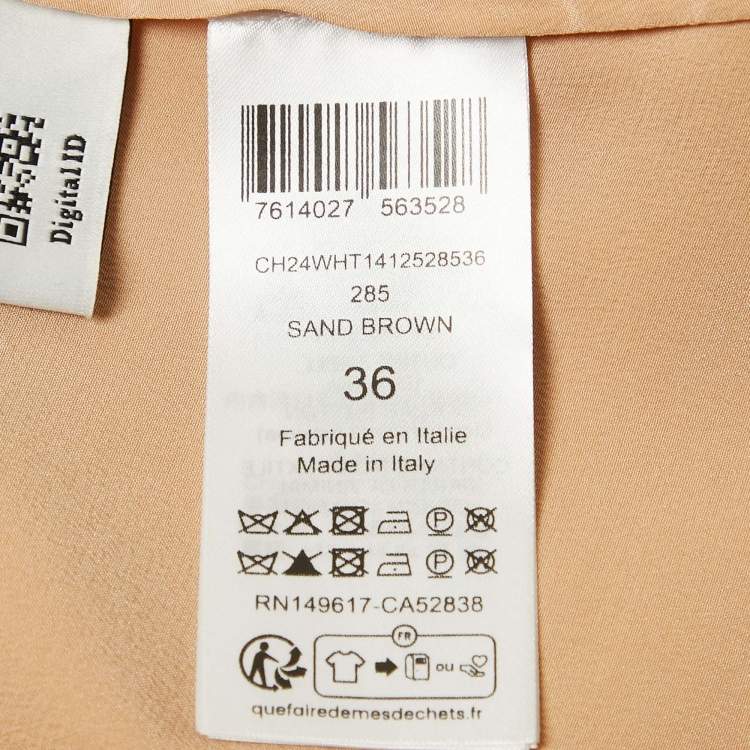 Digital ID
7614027 563528
CH24WHT1412528536
285
SAND BROWN
36
Fabriqué en Italie
Made in Italy
P
P
RN149617-CA52838
FR
ou
quefairedemesdechets.fr